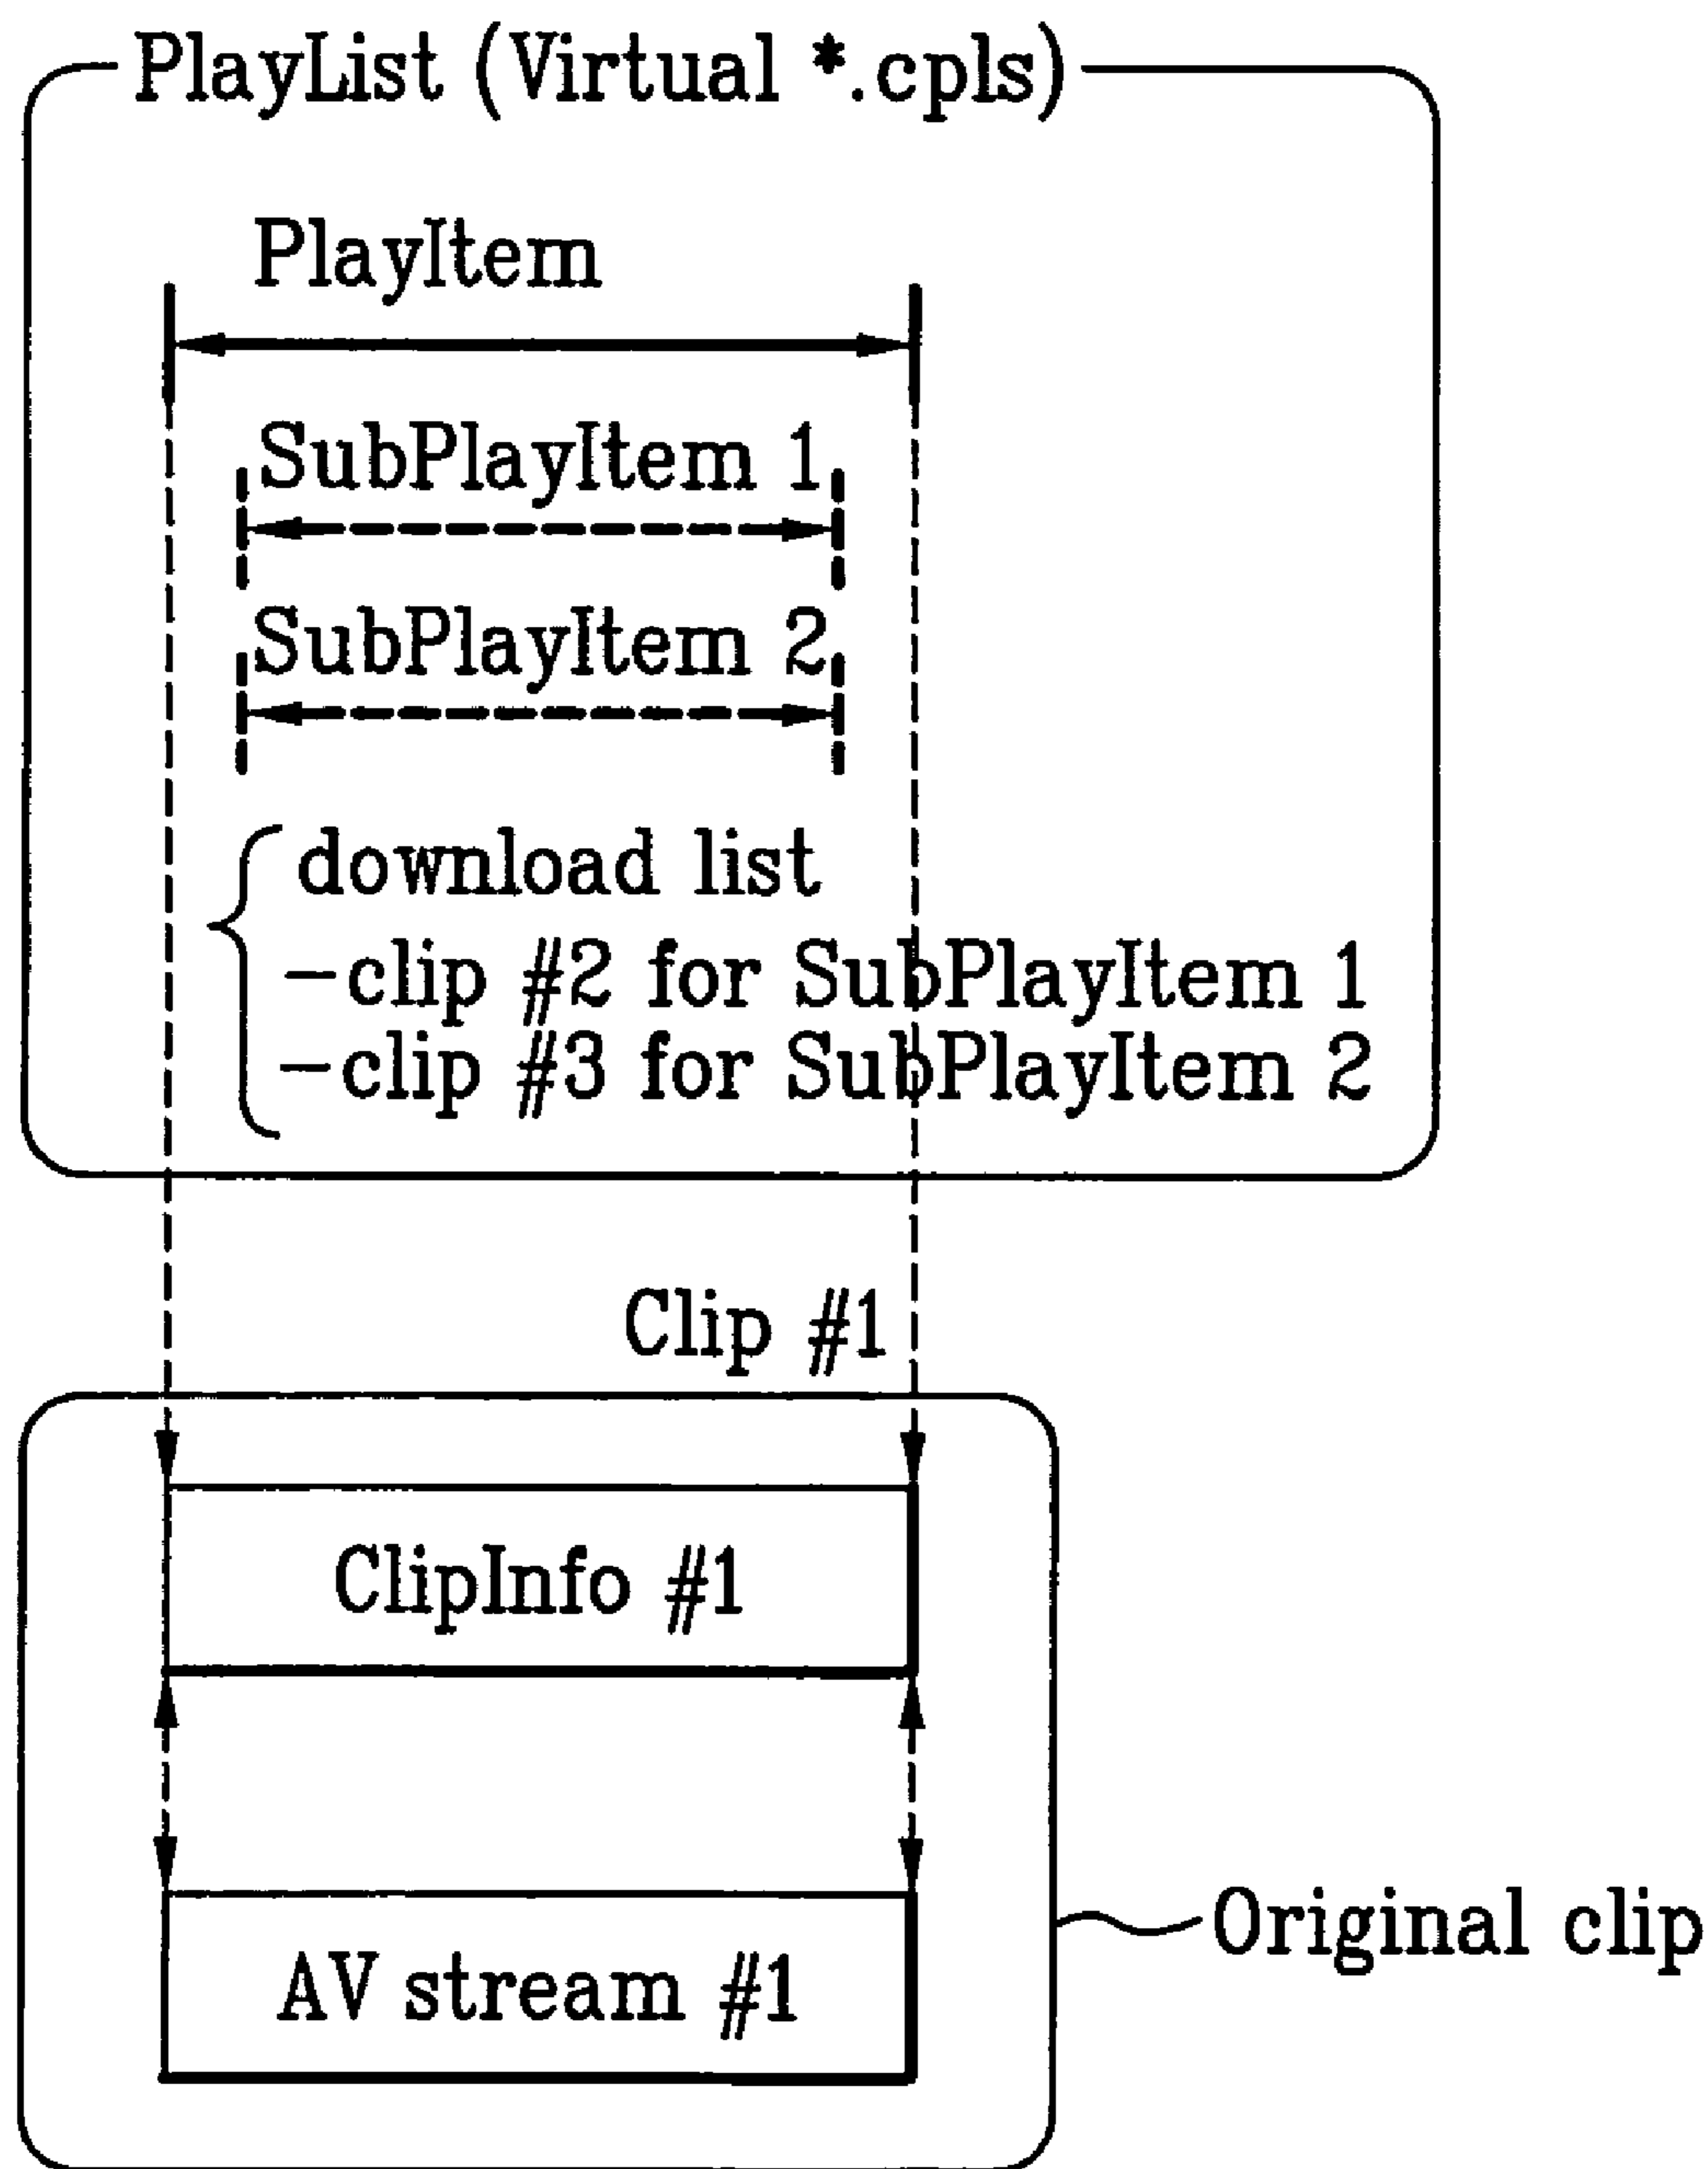 PlayList (Virtual *.cpls)
PlayItem
SubPlayItem 1
SubPlayItem 2
download list
-clip #2 for SubPlayItem 1
-clip #3 for SubPlayItem 2
Clip #1
ClipInfo #1
AV stream #1
Original clip